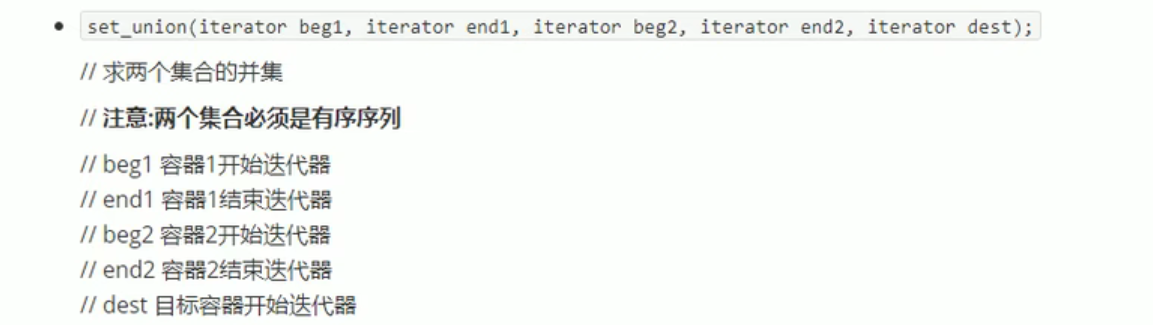 set_union(iterator beg1, iterator end1, iterator beg2, iterator end2, iterator dest);
// 求两个集合的并集
// 注意:两个集合必须是有序序列
// beg1 容器1开始迭代器
// end1 容器1结束迭代器
// beg2 容器2开始迭代器
// end2 容器2结束迭代器
// dest 目标容器开始迭代器